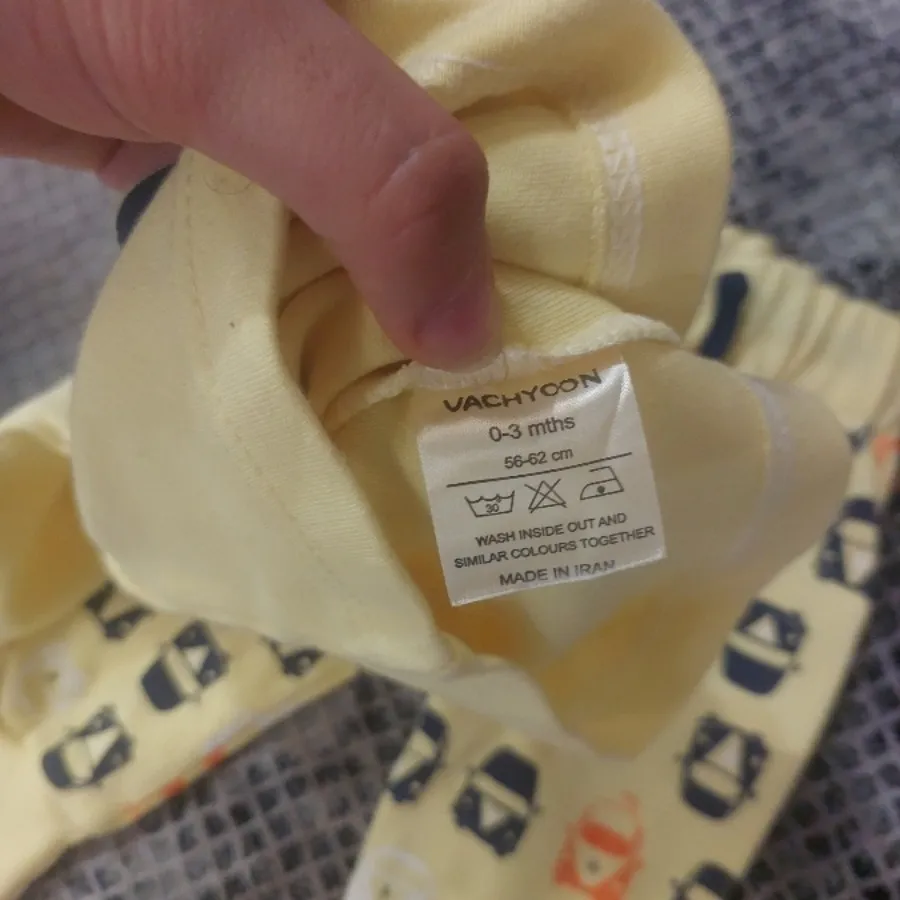 VACHYOON
0-3 mths
56-62 cm
30
WASH INSIDE OUT AND
SIMILAR COLOURS TOGETHER
MADE IN IRAN